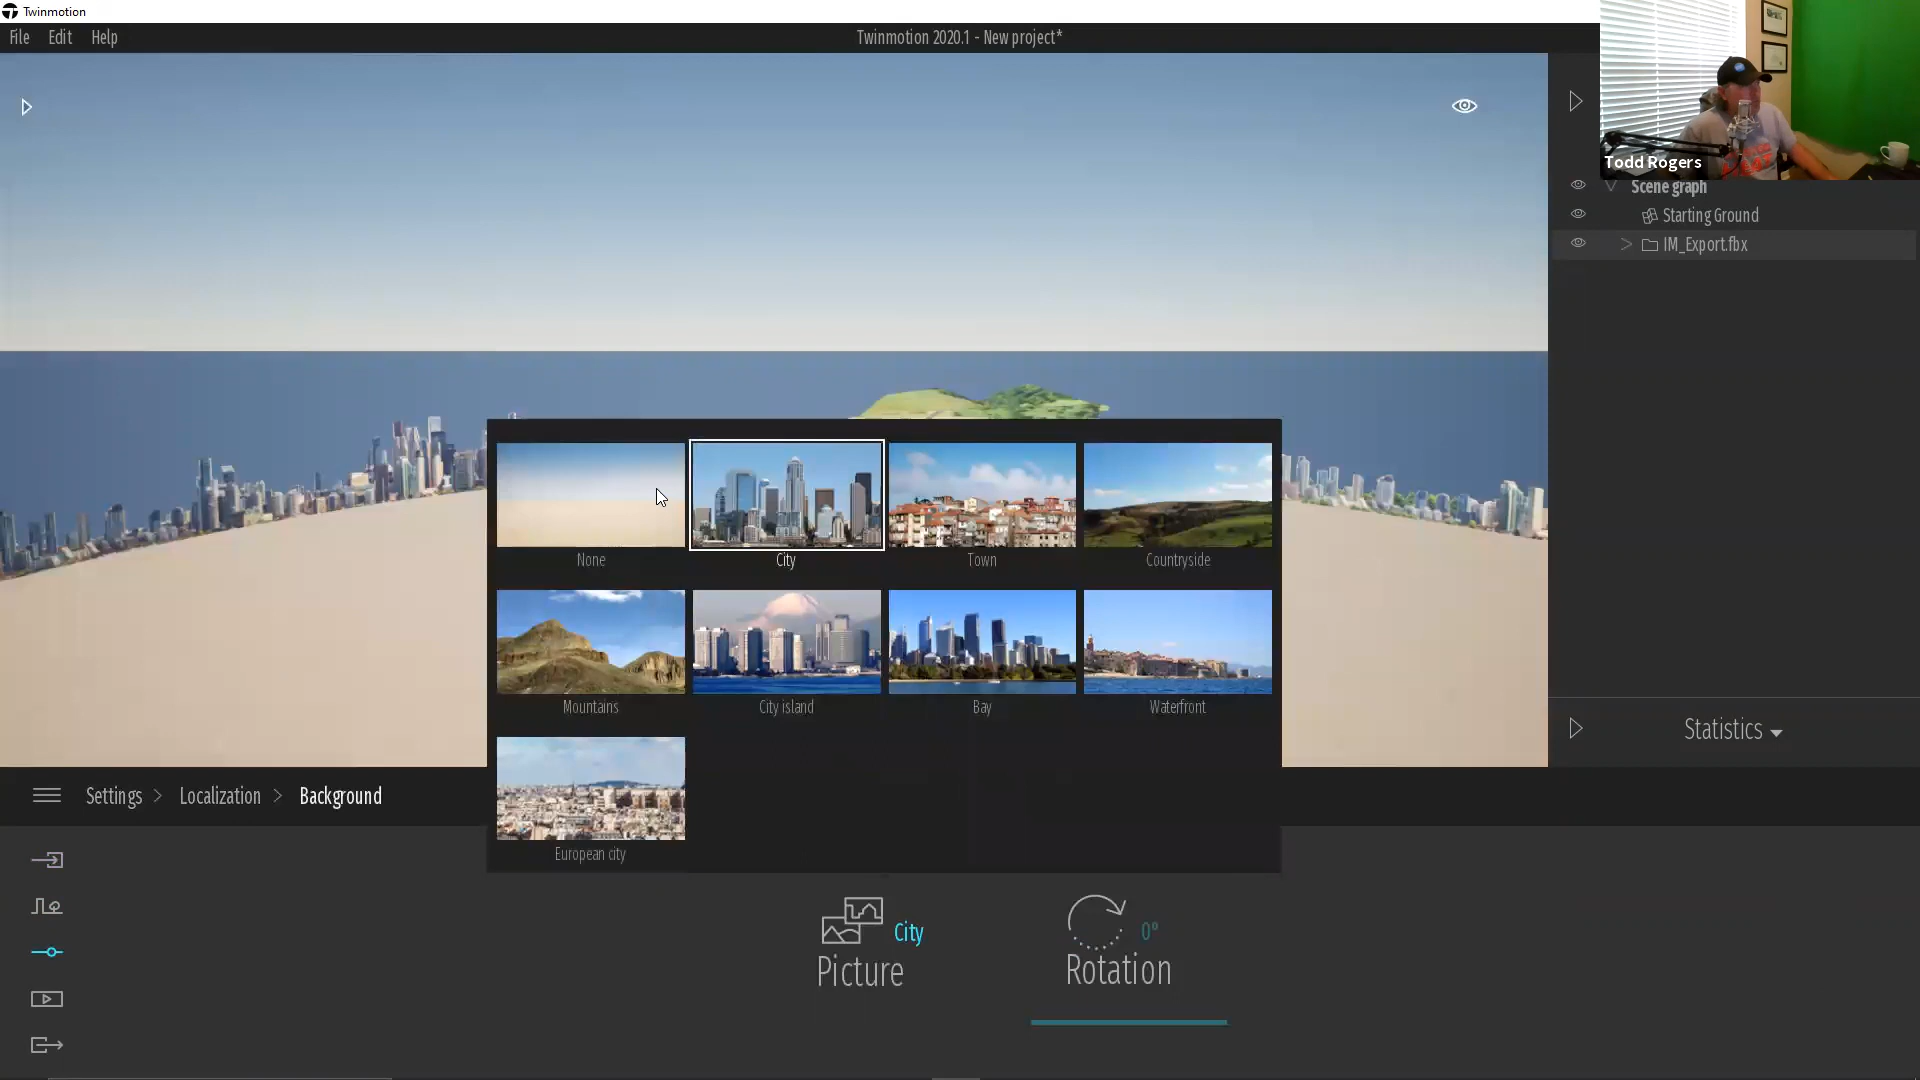 Twinmotion
File Edit Help
Twinmotion 2020.1 - New project*
Todd Rogers
Scene graph
Starting Ground
IM_Export.fbx
None
City
Town
Countryside
Mountains
City island
Bay
Waterfront
European city
Statistics
Settings > Localization > Background
City
Picture
0°
Rotation